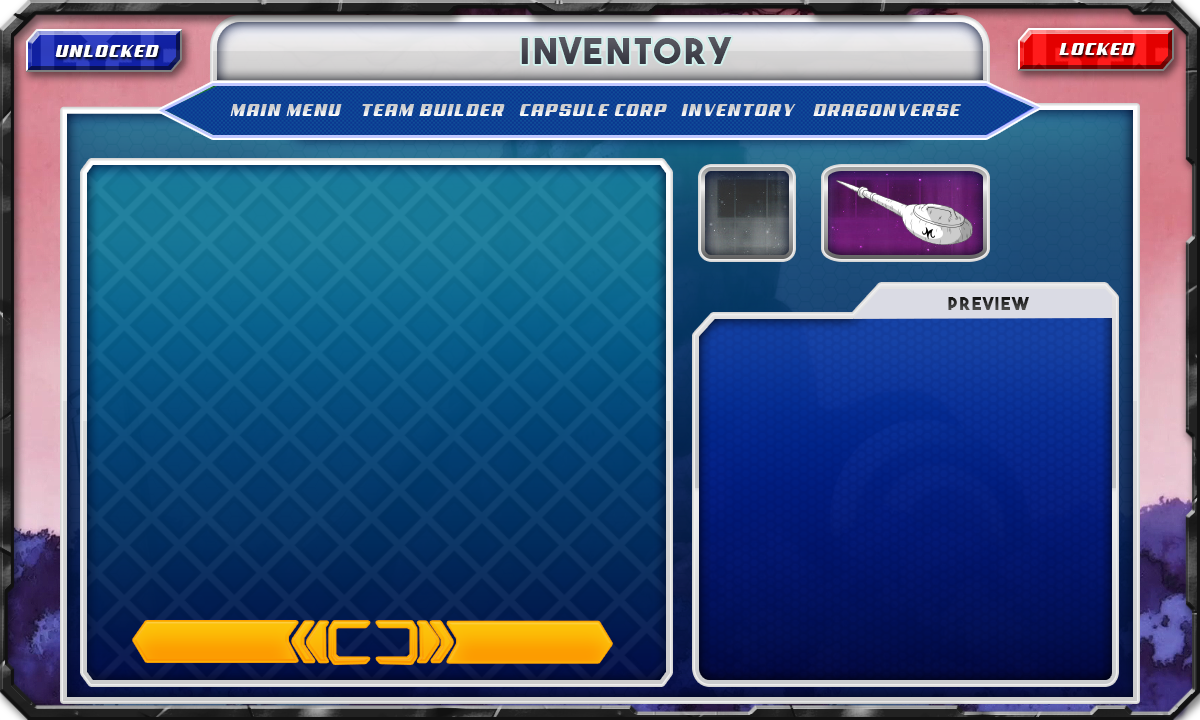 UNLOCKED
INVENTORY
LOCKED
MAIN MENU TEAM BUILDER CAPSULE CORP INVENTORY DRAGONVERSE
PREVIEW